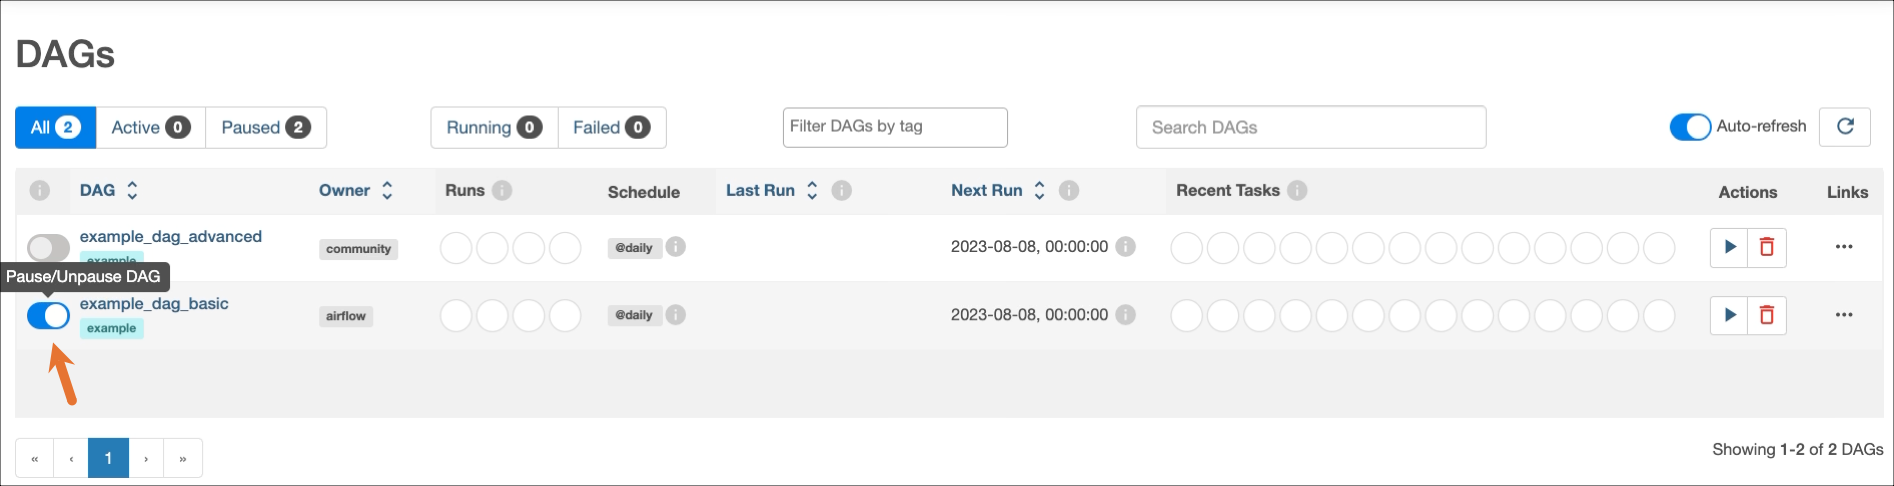 DAGs
All 2 Active 0 Paused 2 Running 0 Failed 0 Filter DAGs by tag Search DAGs Auto-refresh
i DAG Owner Runs i Schedule Last Run i Next Run i Recent Tasks i Actions Links
example_dag_advanced community @daily i 2023-08-08, 00:00:00 i ...
example
Pause/Unpause DAG
example_dag_basic airflow @daily i 2023-08-08, 00:00:00 i ...
example
« ‹ 1 › » Showing 1-2 of 2 DAGs